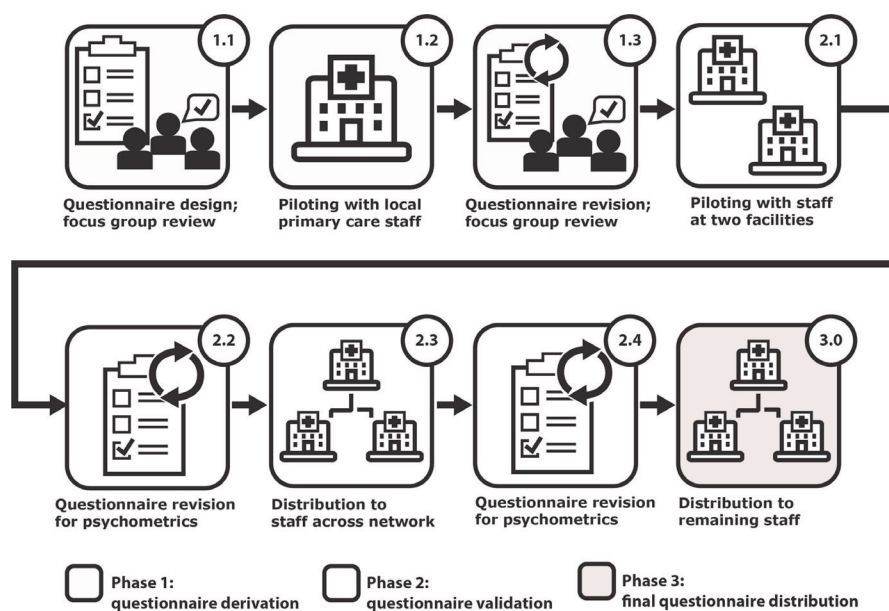 1.1
1.2
1.3
2.1
Questionnaire design;
focus group review
Piloting with local
primary care staff
Questionnaire revision;
focus group review
Piloting with staff
at two facilities
2.2
2.3
2.4
3.0
Questionnaire revision
for psychometrics
Distribution to
staff across network
Questionnaire revision
for psychometrics
Distribution to
remaining staff
Phase 1:
questionnaire derivation
Phase 2:
questionnaire validation
Phase 3:
final questionnaire distribution